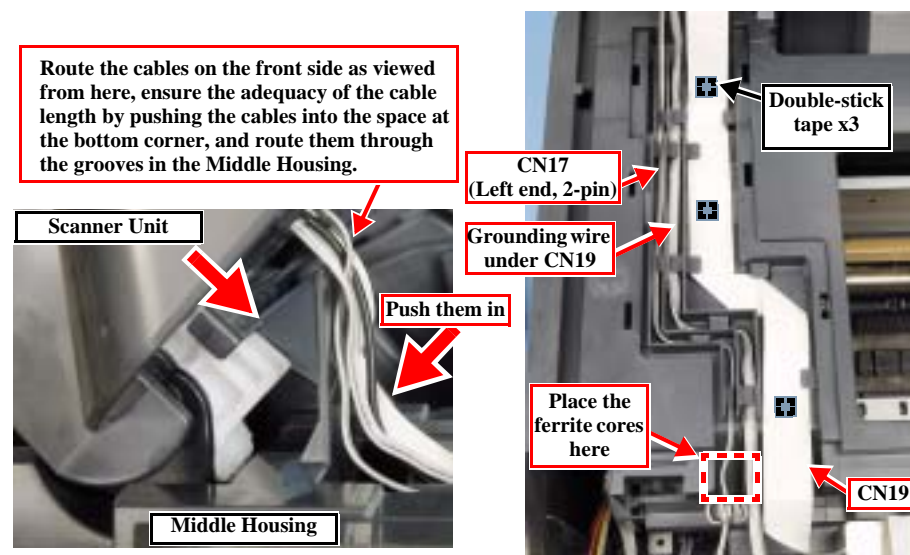 Route the cables on the front side as viewed
from here, ensure the adequacy of the cable
length by pushing the cables into the space at
the bottom corner, and route them through
the grooves in the Middle Housing.
Scanner Unit
Push them in
Middle Housing
Double-stick
tape x3
CN17
(Left end, 2-pin)
Grounding wire
under CN19
Place the
ferrite cores
here
CN19